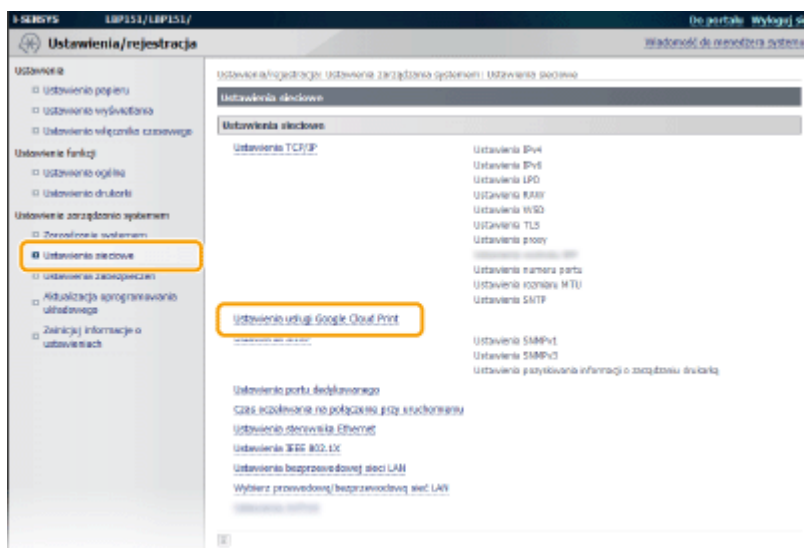 i-SENSYS LBP151/LBP151/ Do portalu Wyloguj si
Ustawienia/rejestracja Wiadomość do menedżera systemu
Ustawienia
Ustawienia papieru
Ustawienia wyświetlania
Ustawienie włącznika czasowego
Ustawienie funkcji
Ustawienia ogólne
Ustawienia drukarki
Ustawienie zarządzania systemem
Zarządzanie systemem
Ustawienia sieciowe
Ustawienia zabezpieczeń
Aktualizacja oprogramowania
układowego
Zainicjuj informacje o
ustawieniach
Ustawienia/rejestracja: Ustawienia zarządzania systemem: Ustawienia sieciowe
Ustawienia sieciowe
Ustawienia sieciowe
Ustawienia TCP/IP
Ustawienia IPv4
Ustawienia IPv6
Ustawienia LPD
Ustawienia RAW
Ustawienia WSD
Ustawienia TLS
Ustawienia proxy
Ustawienia numeru portu
Ustawienia rozmiaru MTU
Ustawienia SNTP
Ustawienia usługi Google Cloud Print
Ustawienia SNMPv1
Ustawienia SNMPv3
Ustawienia pozyskiwania informacji o zarządzaniu drukarką
Ustawienia portu dedykowanego
Czas oczekiwania na połączenie przy uruchomieniu
Ustawienia sterownika Ethernet
Ustawienia IEEE 802.1X
Ustawienia bezprzewodowej sieci LAN
Wybierz przewodową/bezprzewodową sieć LAN